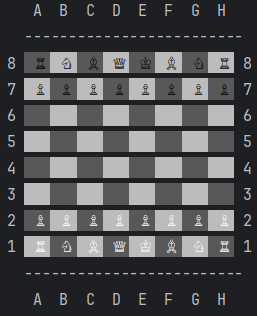 A B C D E F G H
------------------------
8 ♖ ♘ ♗ ♕ ♔ ♗ ♘ ♖ 8
7 ♙ ♙ ♙ ♙ ♙ ♙ ♙ ♙ 7
6 6
5 5
4 4
3 3
2 ♙ ♙ ♙ ♙ ♙ ♙ ♙ ♙ 2
1 ♖ ♘ ♗ ♕ ♔ ♗ ♘ ♖ 1
------------------------
A B C D E F G H